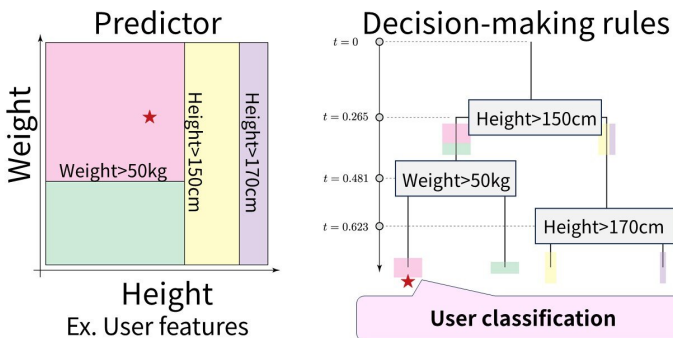 Predictor
Weight
Weight>50kg
Height>150cm
Height>170cm
Height
Ex. User features
Decision-making rules
t = 0
t = 0.265
Height>150cm
t = 0.481
Weight>50kg
t = 0.623
Height>170cm
User classification